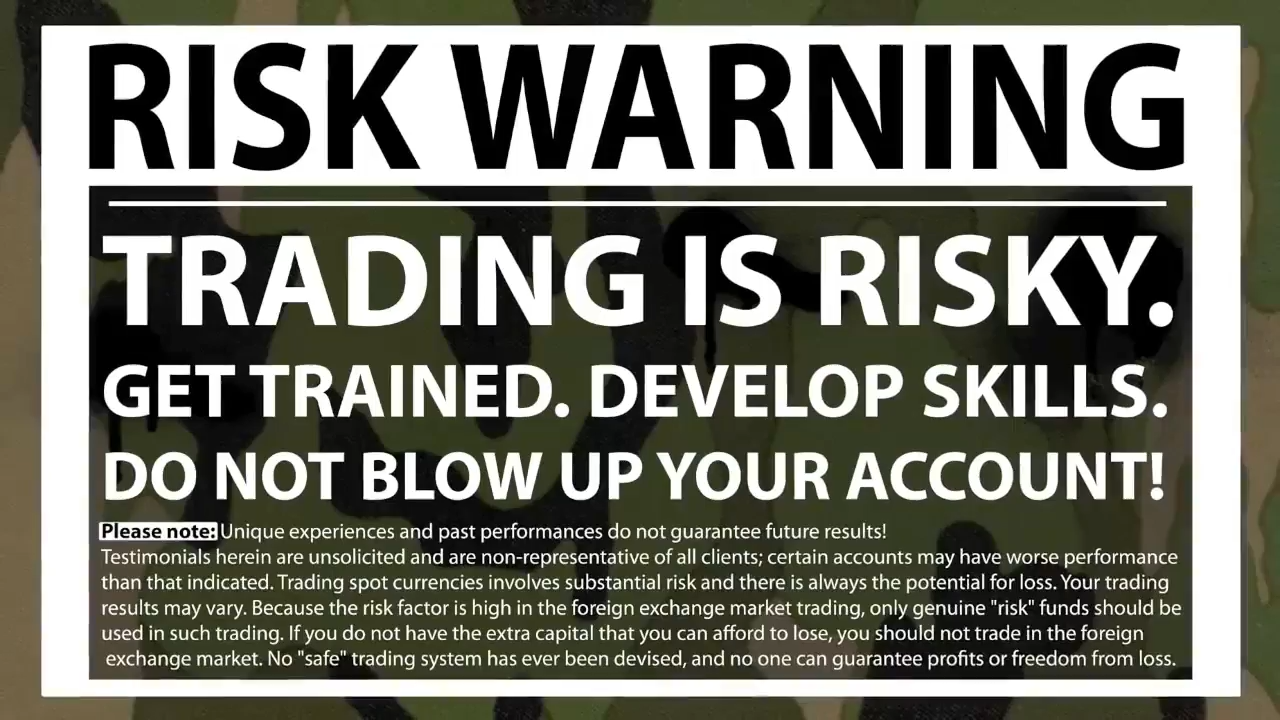 RISK WARNING
TRADING IS RISKY.
GET TRAINED. DEVELOP SKILLS.
DO NOT BLOW UP YOUR ACCOUNT!
Please note: Unique experiences and past performances do not guarantee future results!
Testimonials herein are unsolicited and are non-representative of all clients; certain accounts may have worse performance
than that indicated. Trading spot currencies involves substantial risk and there is always the potential for loss. Your trading
results may vary. Because the risk factor is high in the foreign exchange market trading, only genuine "risk" funds should be
used in such trading. If you do not have the extra capital that you can afford to lose, you should not trade in the foreign
exchange market. No "safe" trading system has ever been devised, and no one can guarantee profits or freedom from loss.